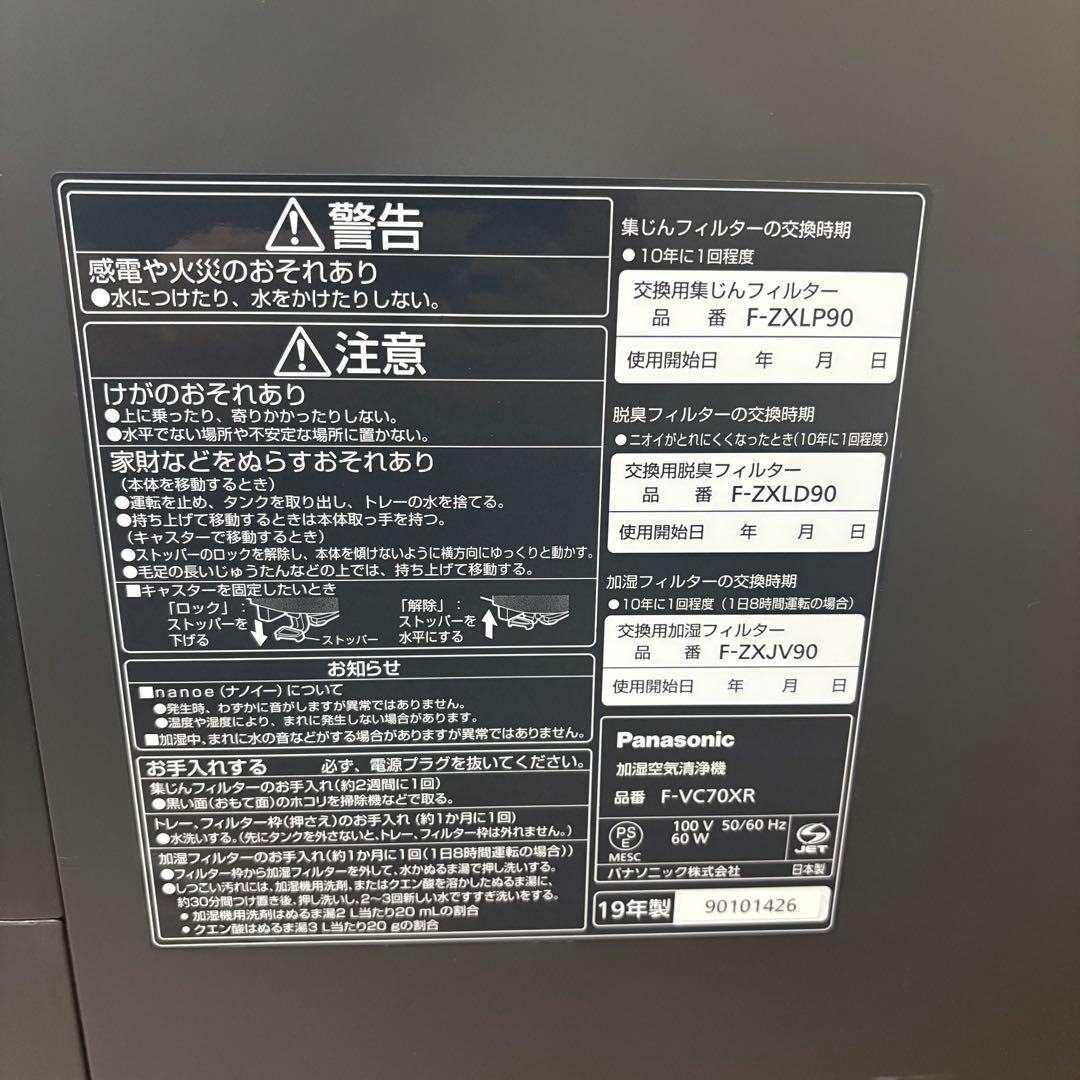 ⚠警告
感電や火災のおそれあり
●水につけたり、水をかけたりしない。
⚠注意
けがのおそれあり
●上に乗ったり、寄りかかったりしない。
●水平でない場所や不安定な場所に置かない。
家財などをぬらすおそれあり
(本体を移動するとき)
●運転を止め、タンクを取り出し、トレーの水を捨てる。
●持ち上げて移動するときは本体取っ手を持つ。
(キャスターで移動するとき)
●ストッパーのロックを解除し、本体を傾けないように横方向にゆっくりと動かす。
●毛足の長いじゅうたんなどの上では、持ち上げて移動する。
■キャスターを固定したいとき
「ロック」:
ストッパーを
下げる
ストッパー
「解除」:
ストッパーを
水平にする
お知らせ
■nanoe(ナノイー)について
●発生時、わずかに音がしますが異常ではありません。
●温度や湿度により、まれに発生しない場合があります。
■加湿中、まれに水の音などがする場合がありますが異常ではありません。
お手入れする 必ず、電源プラグを抜いてください。
集じんフィルターのお手入れ(約2週間に1回)
●黒い面(おもて面)のホコリを掃除機などで取る。
トレー、フィルター枠(押さえ)のお手入れ(約1か月に1回)
●水洗いする。(先にタンクを外さないと、トレー、フィルター枠は外れません。)
加湿フィルターのお手入れ(約1か月に1回(1日8時間運転の場合))
●フィルター枠から加湿フィルターを外して、水かぬるま湯で押し洗いする。
●しつこい汚れには、加湿機用洗剤、またはクエン酸を溶かしたぬるま湯に、
約30分間つけ置き後、押し洗いし、2〜3回新しい水ですすぎ洗いをする。
• 加湿機用洗剤はぬるま湯2 L当たり20 mLの割合
• クエン酸はぬるま湯3 L当たり20 gの割合
集じんフィルターの交換時期
● 10年に1回程度
交換用集じんフィルター
品 番 F-ZXLP90
使用開始日 年 月 日
脱臭フィルターの交換時期
● ニオイがとれにくくなったとき(10年に1回程度)
交換用脱臭フィルター
品 番 F-ZXLD90
使用開始日 年 月 日
加湿フィルターの交換時期
● 10年に1回程度(1日8時間運転の場合)
交換用加湿フィルター
品 番 F-ZXJV90
使用開始日 年 月 日
Panasonic
加湿空気清浄機
品番 F-VC70XR
PS
E
MESC
100 V 50/60 Hz
60 W
JET
パナソニック株式会社 日本製
19年製 90101426